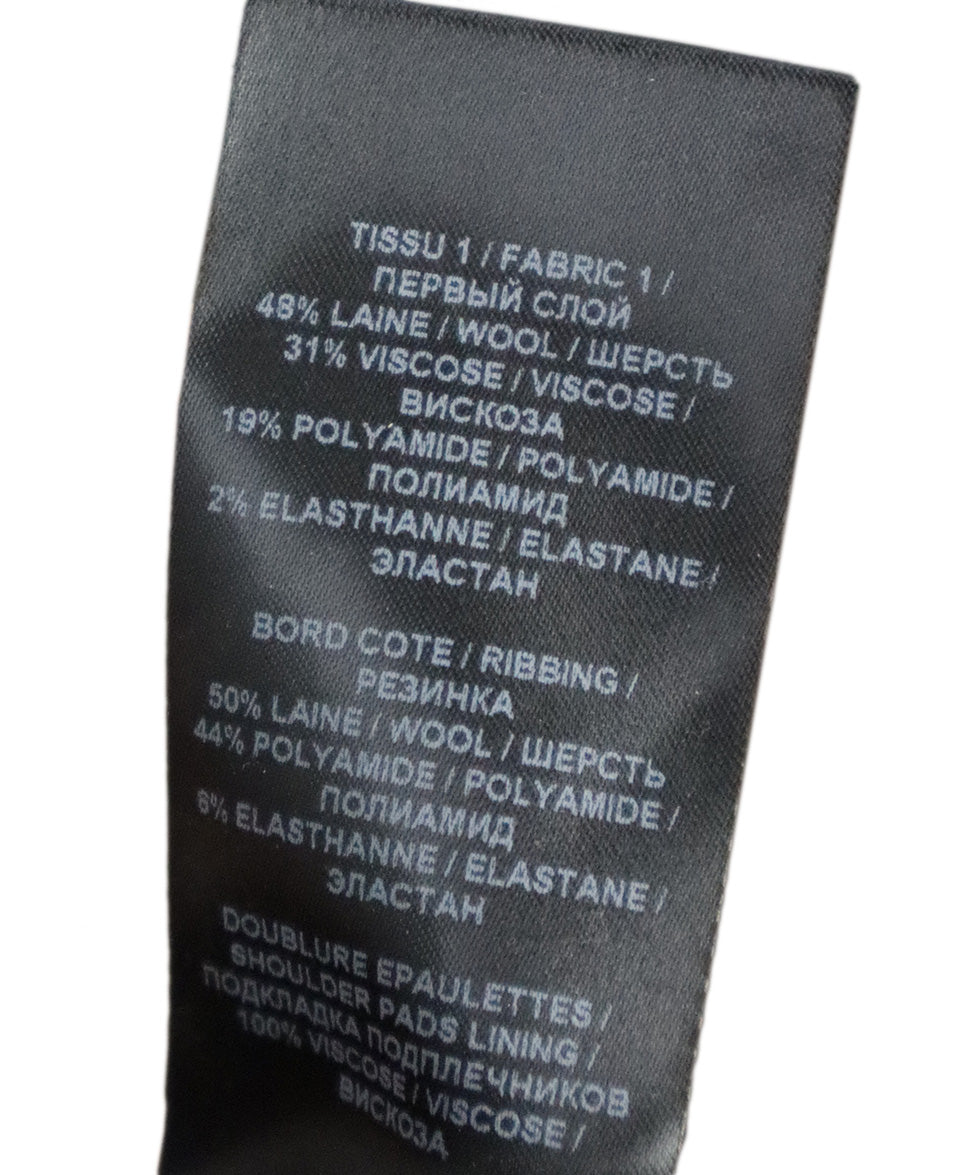 TISSU 1 / FABRIC 1 /
ПЕРВЫЙ СЛОЙ
48% LAINE / WOOL / ШЕРСТЬ
31% VISCOSE / VISCOSE /
ВИСКОЗА
19% POLYAMIDE / POLYAMIDE /
ПОЛИАМИД
2% ELASTHANNE / ELASTANE /
ЭЛАСТАН
BORD COTE / RIBBING /
РЕЗИНКА
50% LAINE / WOOL / ШЕРСТЬ
44% POLYAMIDE / POLYAMIDE /
ПОЛИАМИД
6% ELASTHANNE / ELASTANE /
ЭЛАСТАН
DOUBLURE EPAULETTES /
SHOULDER PADS LINING /
ПОДКЛАДКА ПОДПЛЕЧНИКОВ
100% VISCOSE / VISCOSE /
ВИСКОЗА